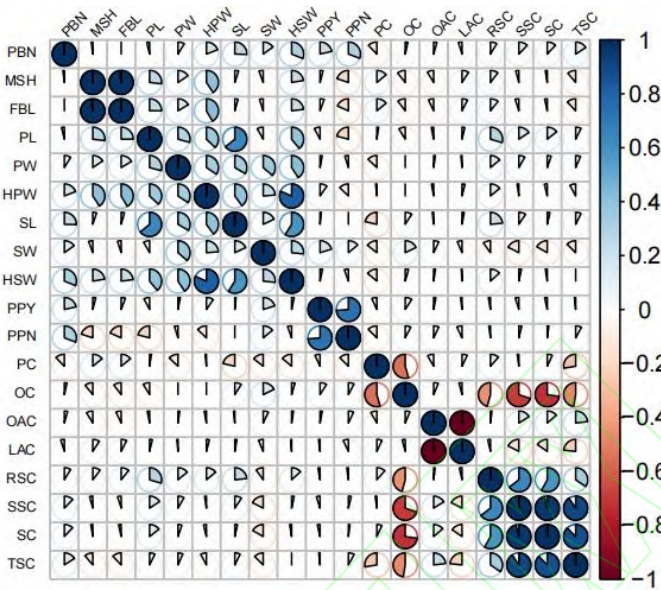 PBN MSH FBL PL PW HPW SL SW HSW PPY PPN PC OC OAC LAC RSC SSC SC TSC
PBN
MSH
FBL
PL
PW
HPW
SL
SW
HSW
PPY
PPN
PC
OC
OAC
LAC
RSC
SSC
SC
TSC
1
0.8
0.6
0.4
0.2
0
-0.2
-0.4
-0.6
-0.8
-1